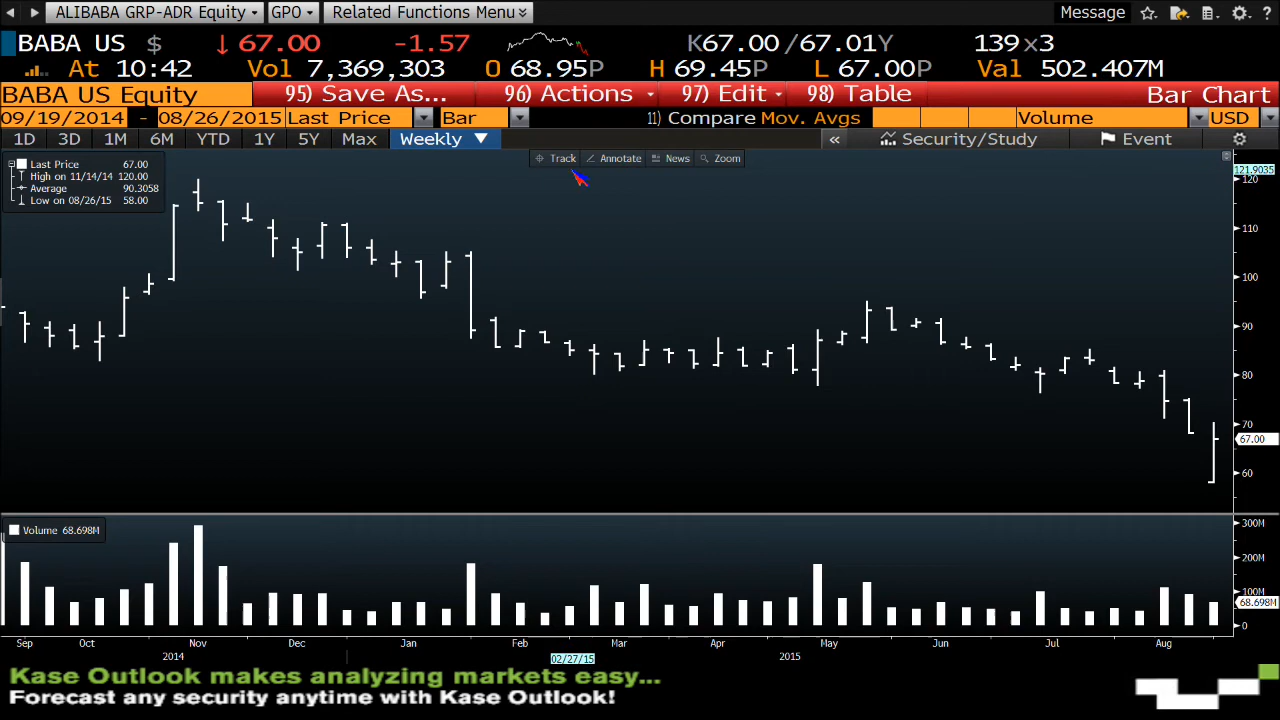 ALIBABA GRP-ADR Equity GPO Related Functions Menu Message
BABA US $ ↓ 67.00 -1.57 K67.00 /67.01Y 139 x3
At 10:42 Vol 7,369,303 O 68.95P H 69.45P L 67.00P Val 502.407M
BABA US Equity 95) Save As... 96) Actions 97) Edit 98) Table Bar Chart
09/19/2014 - 08/26/2015 Last Price Bar 11) Compare Mov. Avgs Volume USD
1D 3D 1M 6M YTD 1Y 5Y Max Weekly ▼ « Security/Study Event
Track Annotate News Zoom
Last Price 67.00
High on 11/14/14 120.00
Average 90.3058
Low on 08/26/15 58.00
121.9035
120
110
100
90
80
70
67.00
60
Volume 68.698M
300M
200M
100M
68.698M
0
Sep Oct Nov Dec Jan Feb Mar Apr May Jun Jul Aug
2014 02/27/15 2015
Kase Outlook makes analyzing markets easy...
Forecast any security anytime with Kase Outlook!